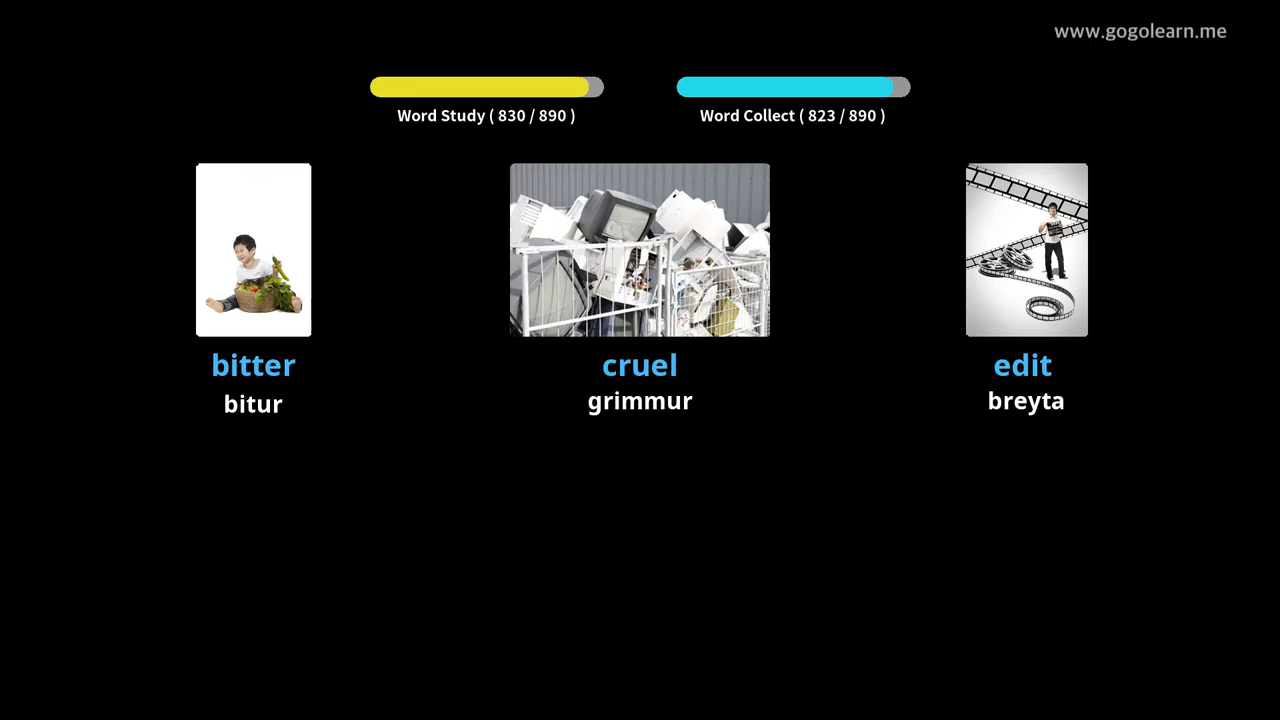 www.gogolearn.me
Word Study ( 830 / 890 )
Word Collect ( 823 / 890 )
bitter
bitur
cruel
grimmur
edit
breyta